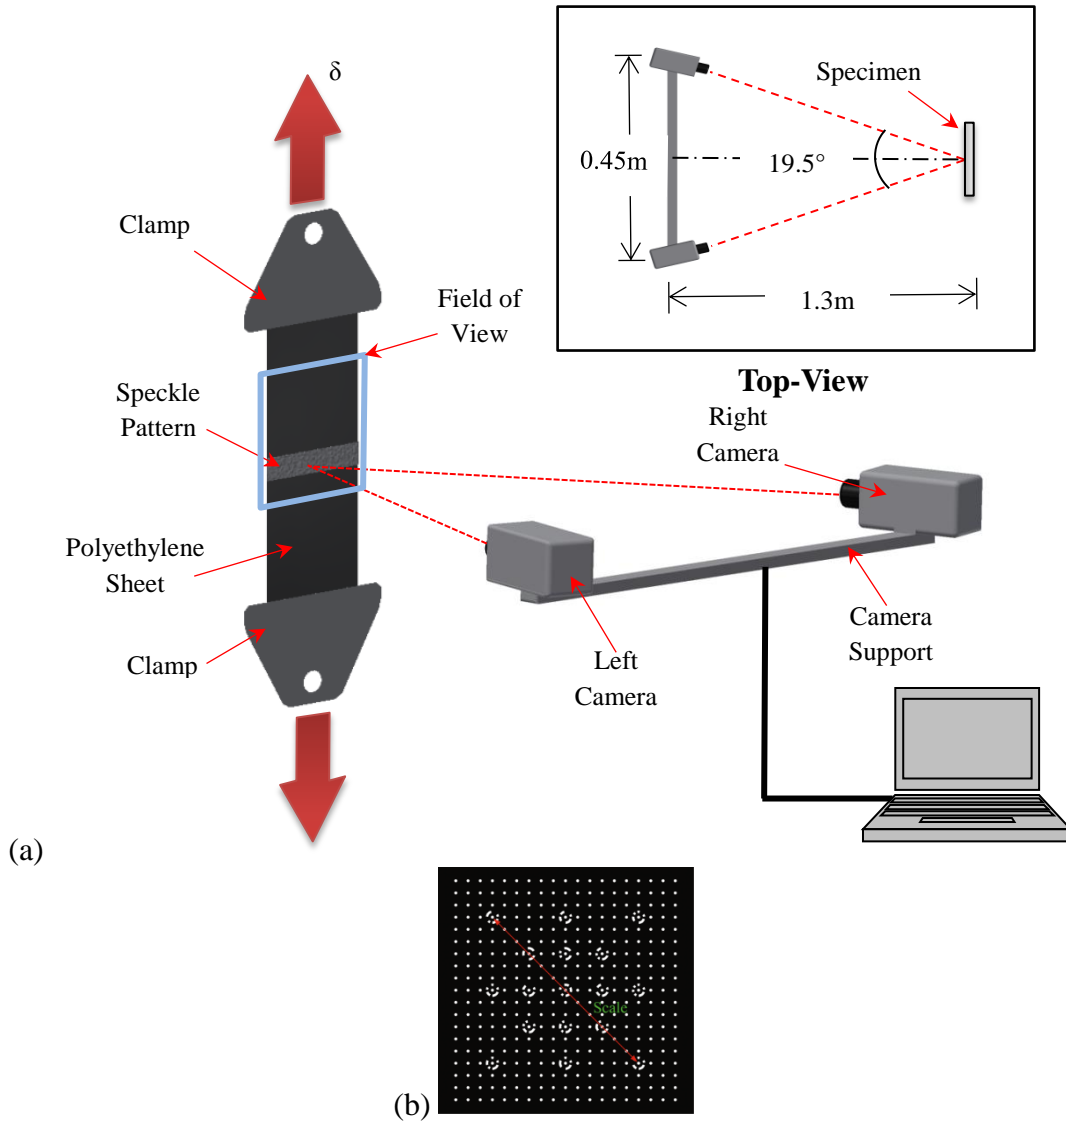 δ
Clamp
Field of
View
Speckle
Pattern
Polyethylene
Sheet
Clamp
Specimen
0.45m
19.5°
1.3m
Top-View
Right
Camera
Left
Camera
Camera
Support
(a)
Scale
(b)